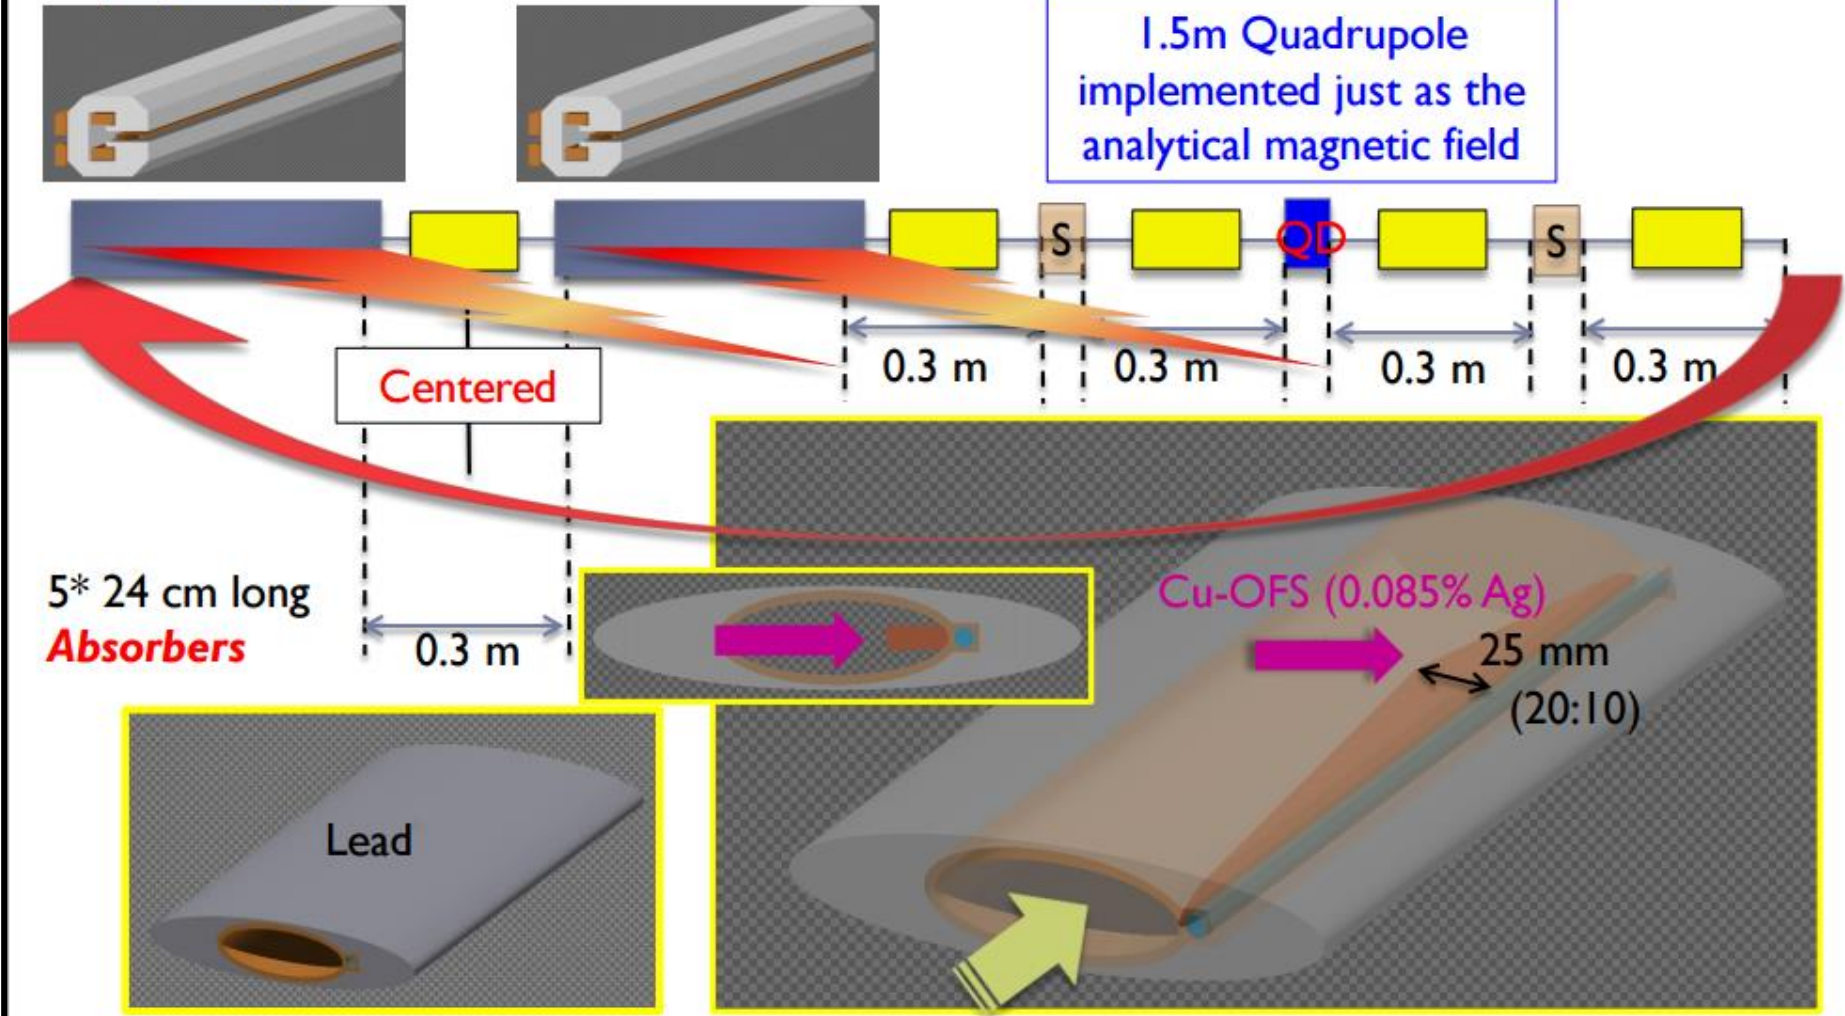 1.5m Quadrupole
implemented just as the
analytical magnetic field
S
QD
S
0.3 m
0.3 m
0.3 m
0.3 m
Centered
5* 24 cm long
Absorbers
0.3 m
Cu-OFS (0.085% Ag)
25 mm
(20:10)
Lead